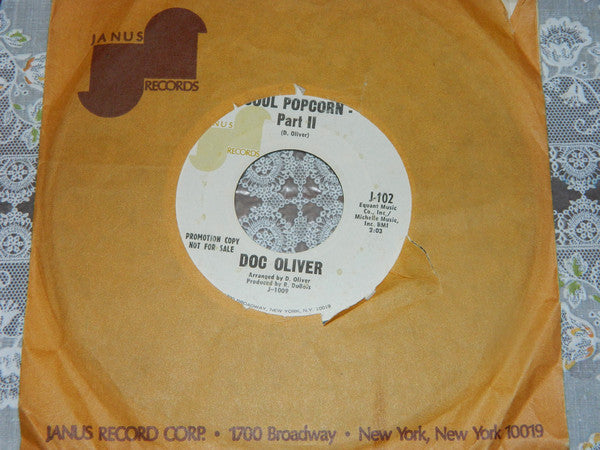 JANUS
RECORDS
SOUL POPCORN -
Part II
(D. Oliver)
NUS
RECORDS
J-102
Equant Music
Co., Inc./
Michelle Music,
Inc. BMI
2:03
PROMOTION COPY
NOT FOR SALE
DOC OLIVER
Arranged by D. Oliver
Produced by R. DuBois
J-1009
BROADWAY, NEW YORK, N.Y. 10019
JANUS RECORD CORP. • 1700 Broadway • New York, New York 10019